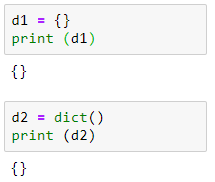 d1 = {}
print (d1)
{}
d2 = dict()
print (d2)
{}